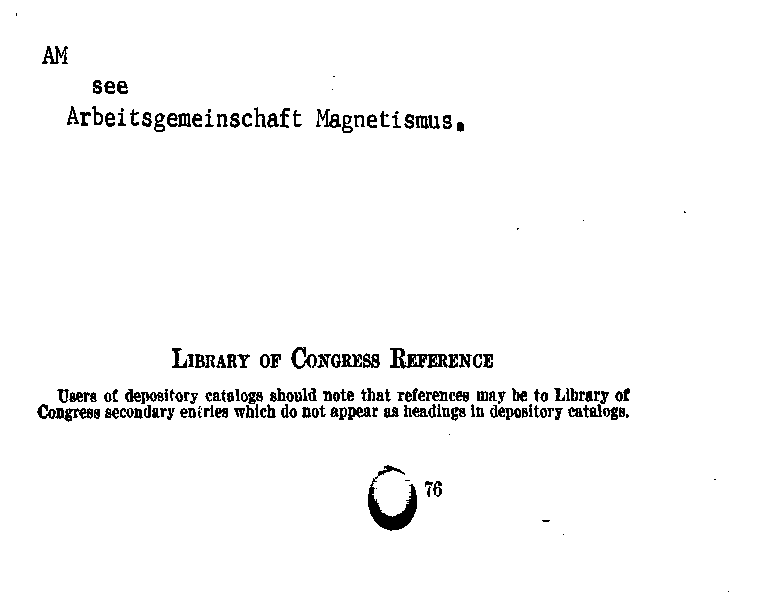 AM
see
Arbeitsgemeinschaft Magnetismus.
LIBRARY OF CONGRESS REFERENCE
Users of depository catalogs should note that references may be to Library of
Congress secondary entries which do not appear as headings in depository catalogs.
76